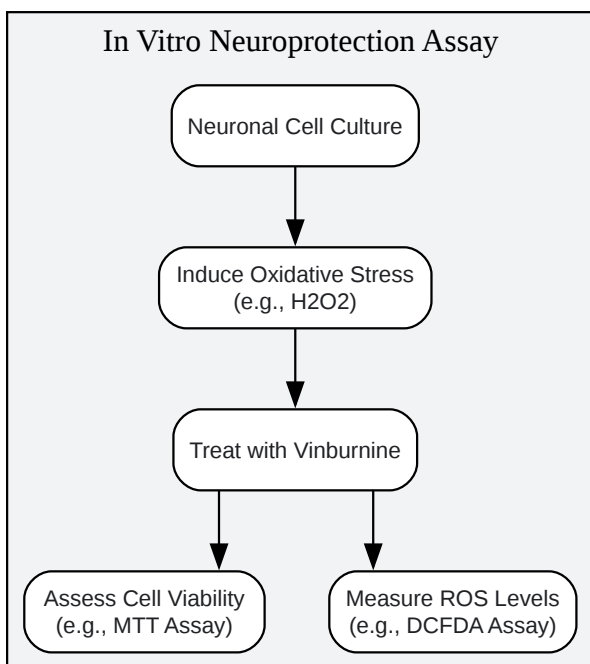 In Vitro Neuroprotection Assay
Neuronal Cell Culture
Induce Oxidative Stress
(e.g., H2O2)
Treat with Vinburnine
Assess Cell Viability
(e.g., MTT Assay)
Measure ROS Levels
(e.g., DCFDA Assay)